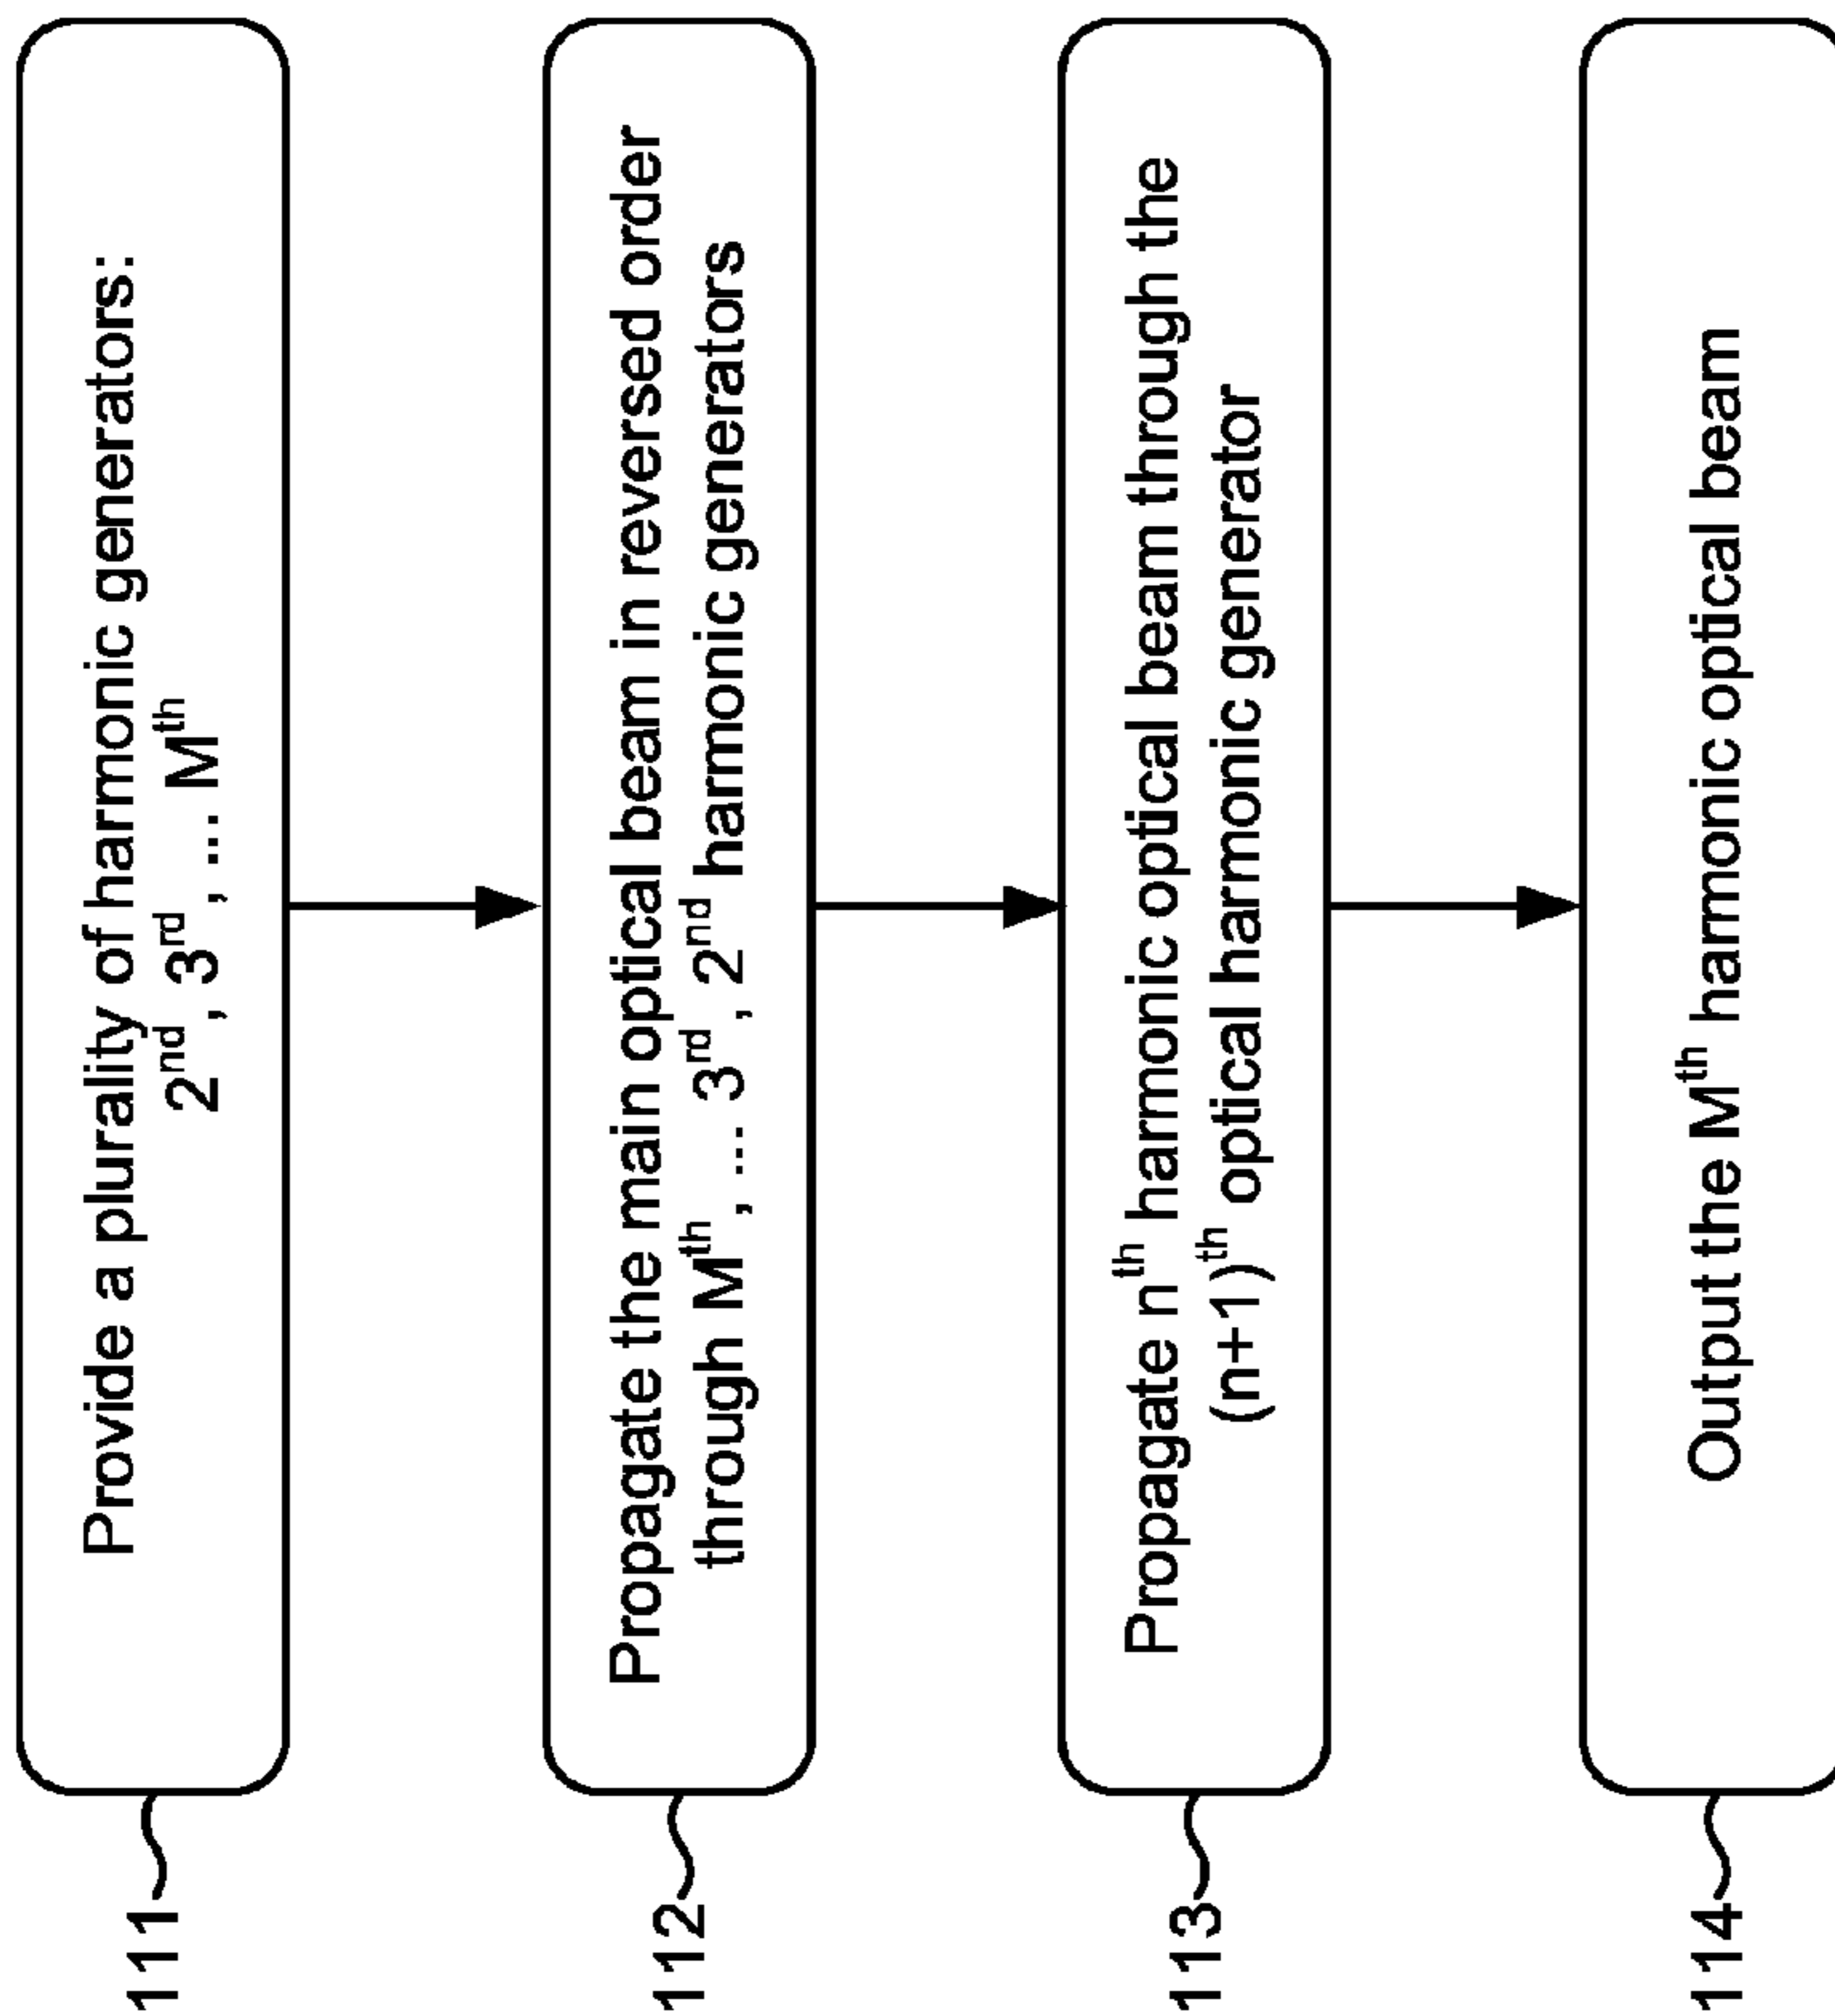 111
Provide a plurality of harmonic generators:
2nd, 3rd, ... Mth
112
Propagate the main optical beam in reversed order
through Mth, ... 3rd, 2nd harmonic generators
113
Propagate nth harmonic optical beam through the
(n+1)th optical harmonic generator
114
Output the Mth harmonic optical beam